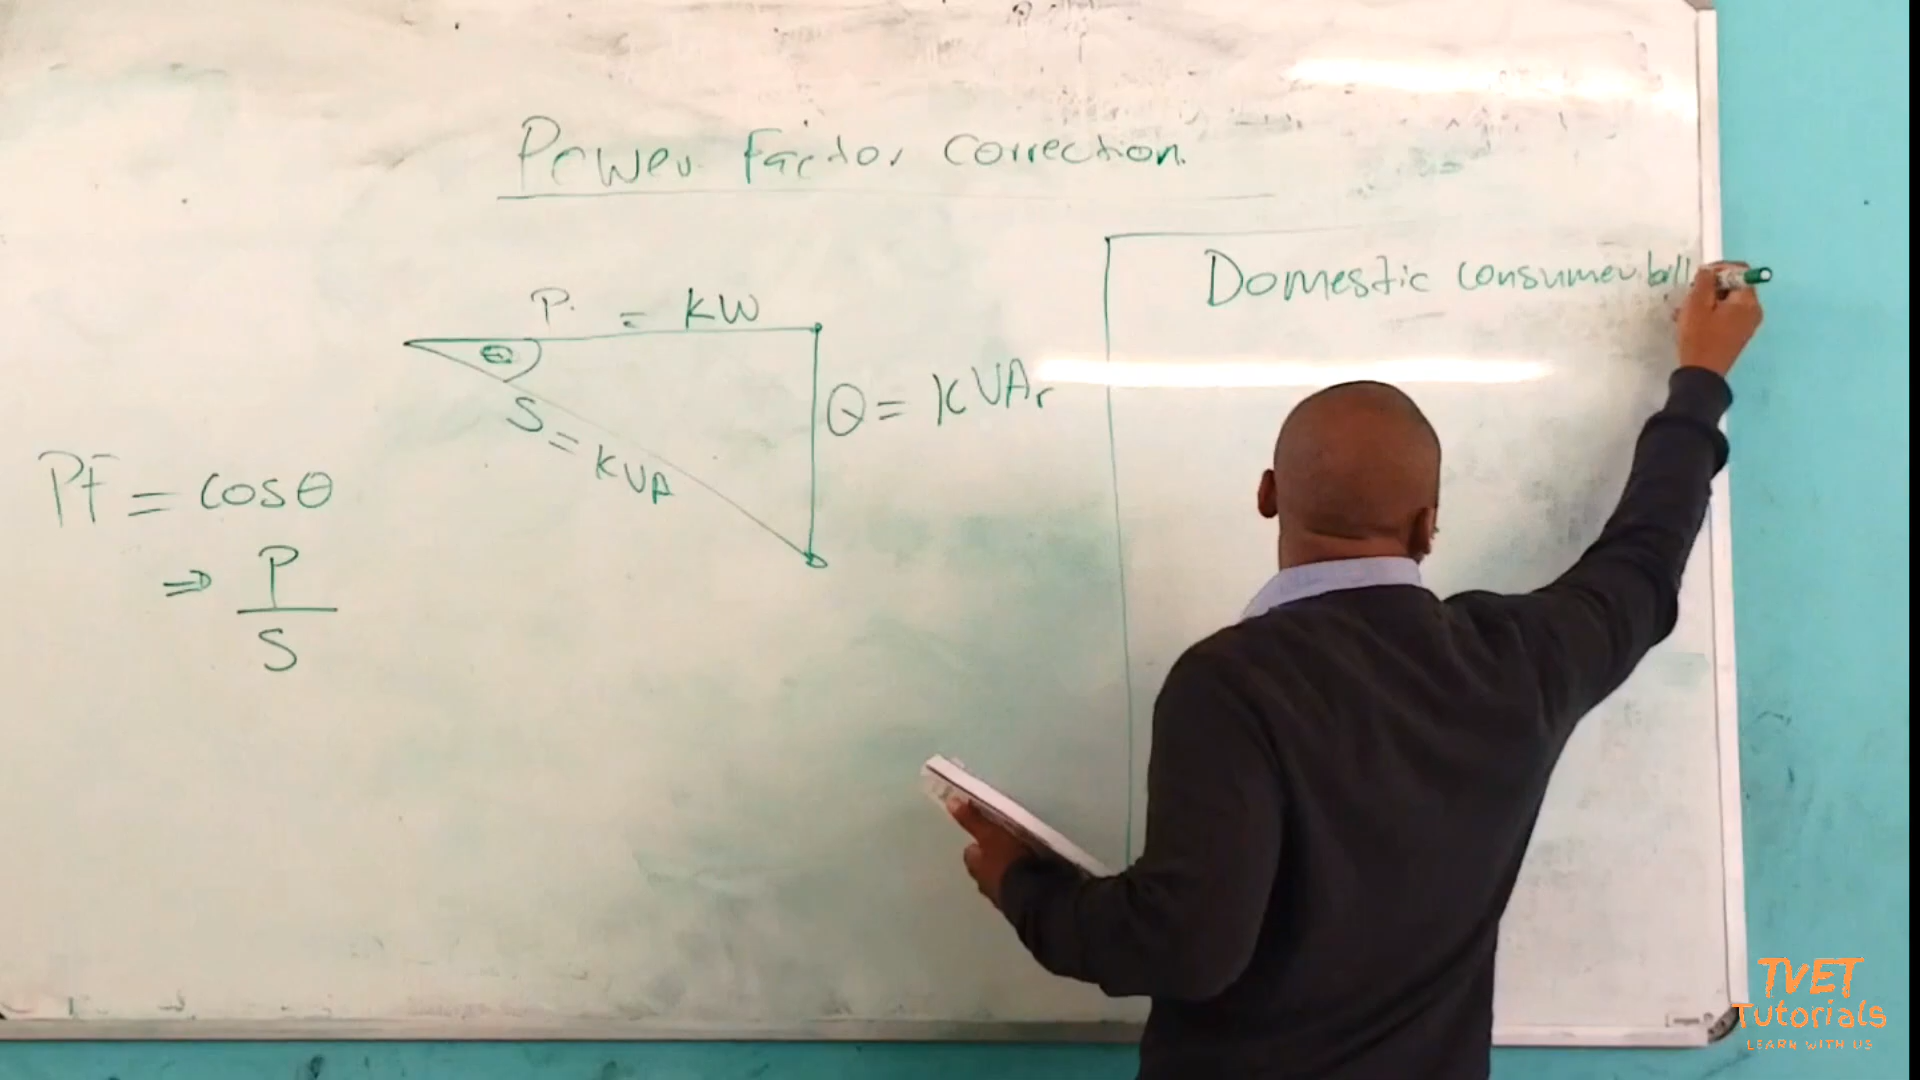 Power Factor Correction.
Domestic consumer bill
P. = KW
θ
Q = KVAr
S = KVA
PF = cosθ
⇒ P
S
TVET
Tutorials
LEARN WITH US